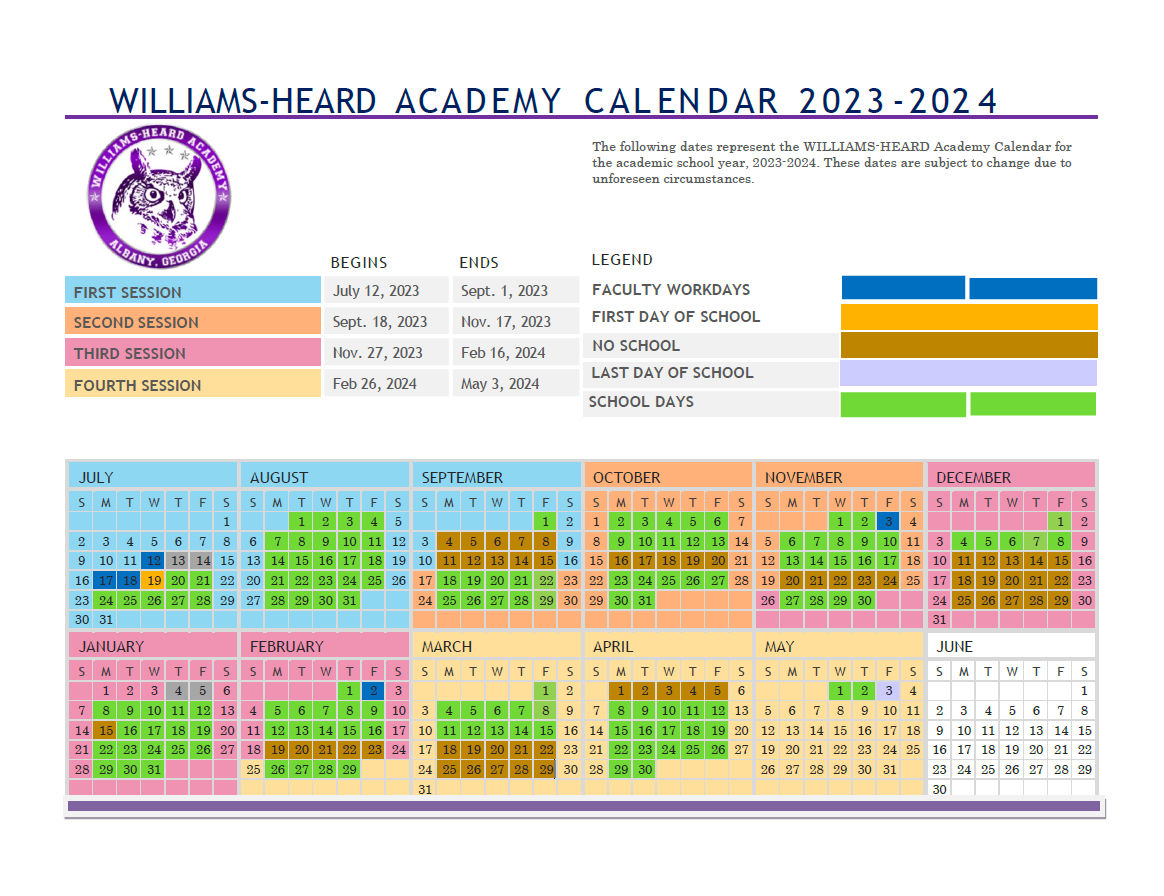 WILLIAMS-HEARD ACADEMY CALENDAR 2023-2024
WILLIAMS-HEARD ACADEMY
ALBANY, GEORGIA
The following dates represent the WILLIAMS-HEARD Academy Calendar for
the academic school year, 2023-2024. These dates are subject to change due to
unforeseen circumstances.
BEGINS ENDS
FIRST SESSION July 12, 2023 Sept. 1, 2023
SECOND SESSION Sept. 18, 2023 Nov. 17, 2023
THIRD SESSION Nov. 27, 2023 Feb 16, 2024
FOURTH SESSION Feb 26, 2024 May 3, 2024
LEGEND
FACULTY WORKDAYS
FIRST DAY OF SCHOOL
NO SCHOOL
LAST DAY OF SCHOOL
SCHOOL DAYS
JULY
S M T W T F S
1
2 3 4 5 6 7 8
9 10 11 12 13 14 15
16 17 18 19 20 21 22
23 24 25 26 27 28 29
30 31
AUGUST
S M T W T F S
1 2 3 4 5
6 7 8 9 10 11 12
13 14 15 16 17 18 19
20 21 22 23 24 25 26
27 28 29 30 31
SEPTEMBER
S M T W T F S
1 2
3 4 5 6 7 8 9
10 11 12 13 14 15 16
17 18 19 20 21 22 23
24 25 26 27 28 29 30
OCTOBER
S M T W T F S
1 2 3 4 5 6 7
8 9 10 11 12 13 14
15 16 17 18 19 20 21
22 23 24 25 26 27 28
29 30 31
NOVEMBER
S M T W T F S
1 2 3 4
5 6 7 8 9 10 11
12 13 14 15 16 17 18
19 20 21 22 23 24 25
26 27 28 29 30
DECEMBER
S M T W T F S
1 2
3 4 5 6 7 8 9
10 11 12 13 14 15 16
17 18 19 20 21 22 23
24 25 26 27 28 29 30
31
JANUARY
S M T W T F S
1 2 3 4 5 6
7 8 9 10 11 12 13
14 15 16 17 18 19 20
21 22 23 24 25 26 27
28 29 30 31
FEBRUARY
S M T W T F S
1 2 3
4 5 6 7 8 9 10
11 12 13 14 15 16 17
18 19 20 21 22 23 24
25 26 27 28 29
MARCH
S M T W T F S
1 2
3 4 5 6 7 8 9
10 11 12 13 14 15 16
17 18 19 20 21 22 23
24 25 26 27 28 29 30
31
APRIL
S M T W T F S
1 2 3 4 5 6
7 8 9 10 11 12 13
14 15 16 17 18 19 20
21 22 23 24 25 26 27
28 29 30
MAY
S M T W T F S
1 2 3 4
5 6 7 8 9 10 11
12 13 14 15 16 17 18
19 20 21 22 23 24 25
26 27 28 29 30 31
JUNE
S M T W T F S
1
2 3 4 5 6 7 8
9 10 11 12 13 14 15
16 17 18 19 20 21 22
23 24 25 26 27 28 29
30